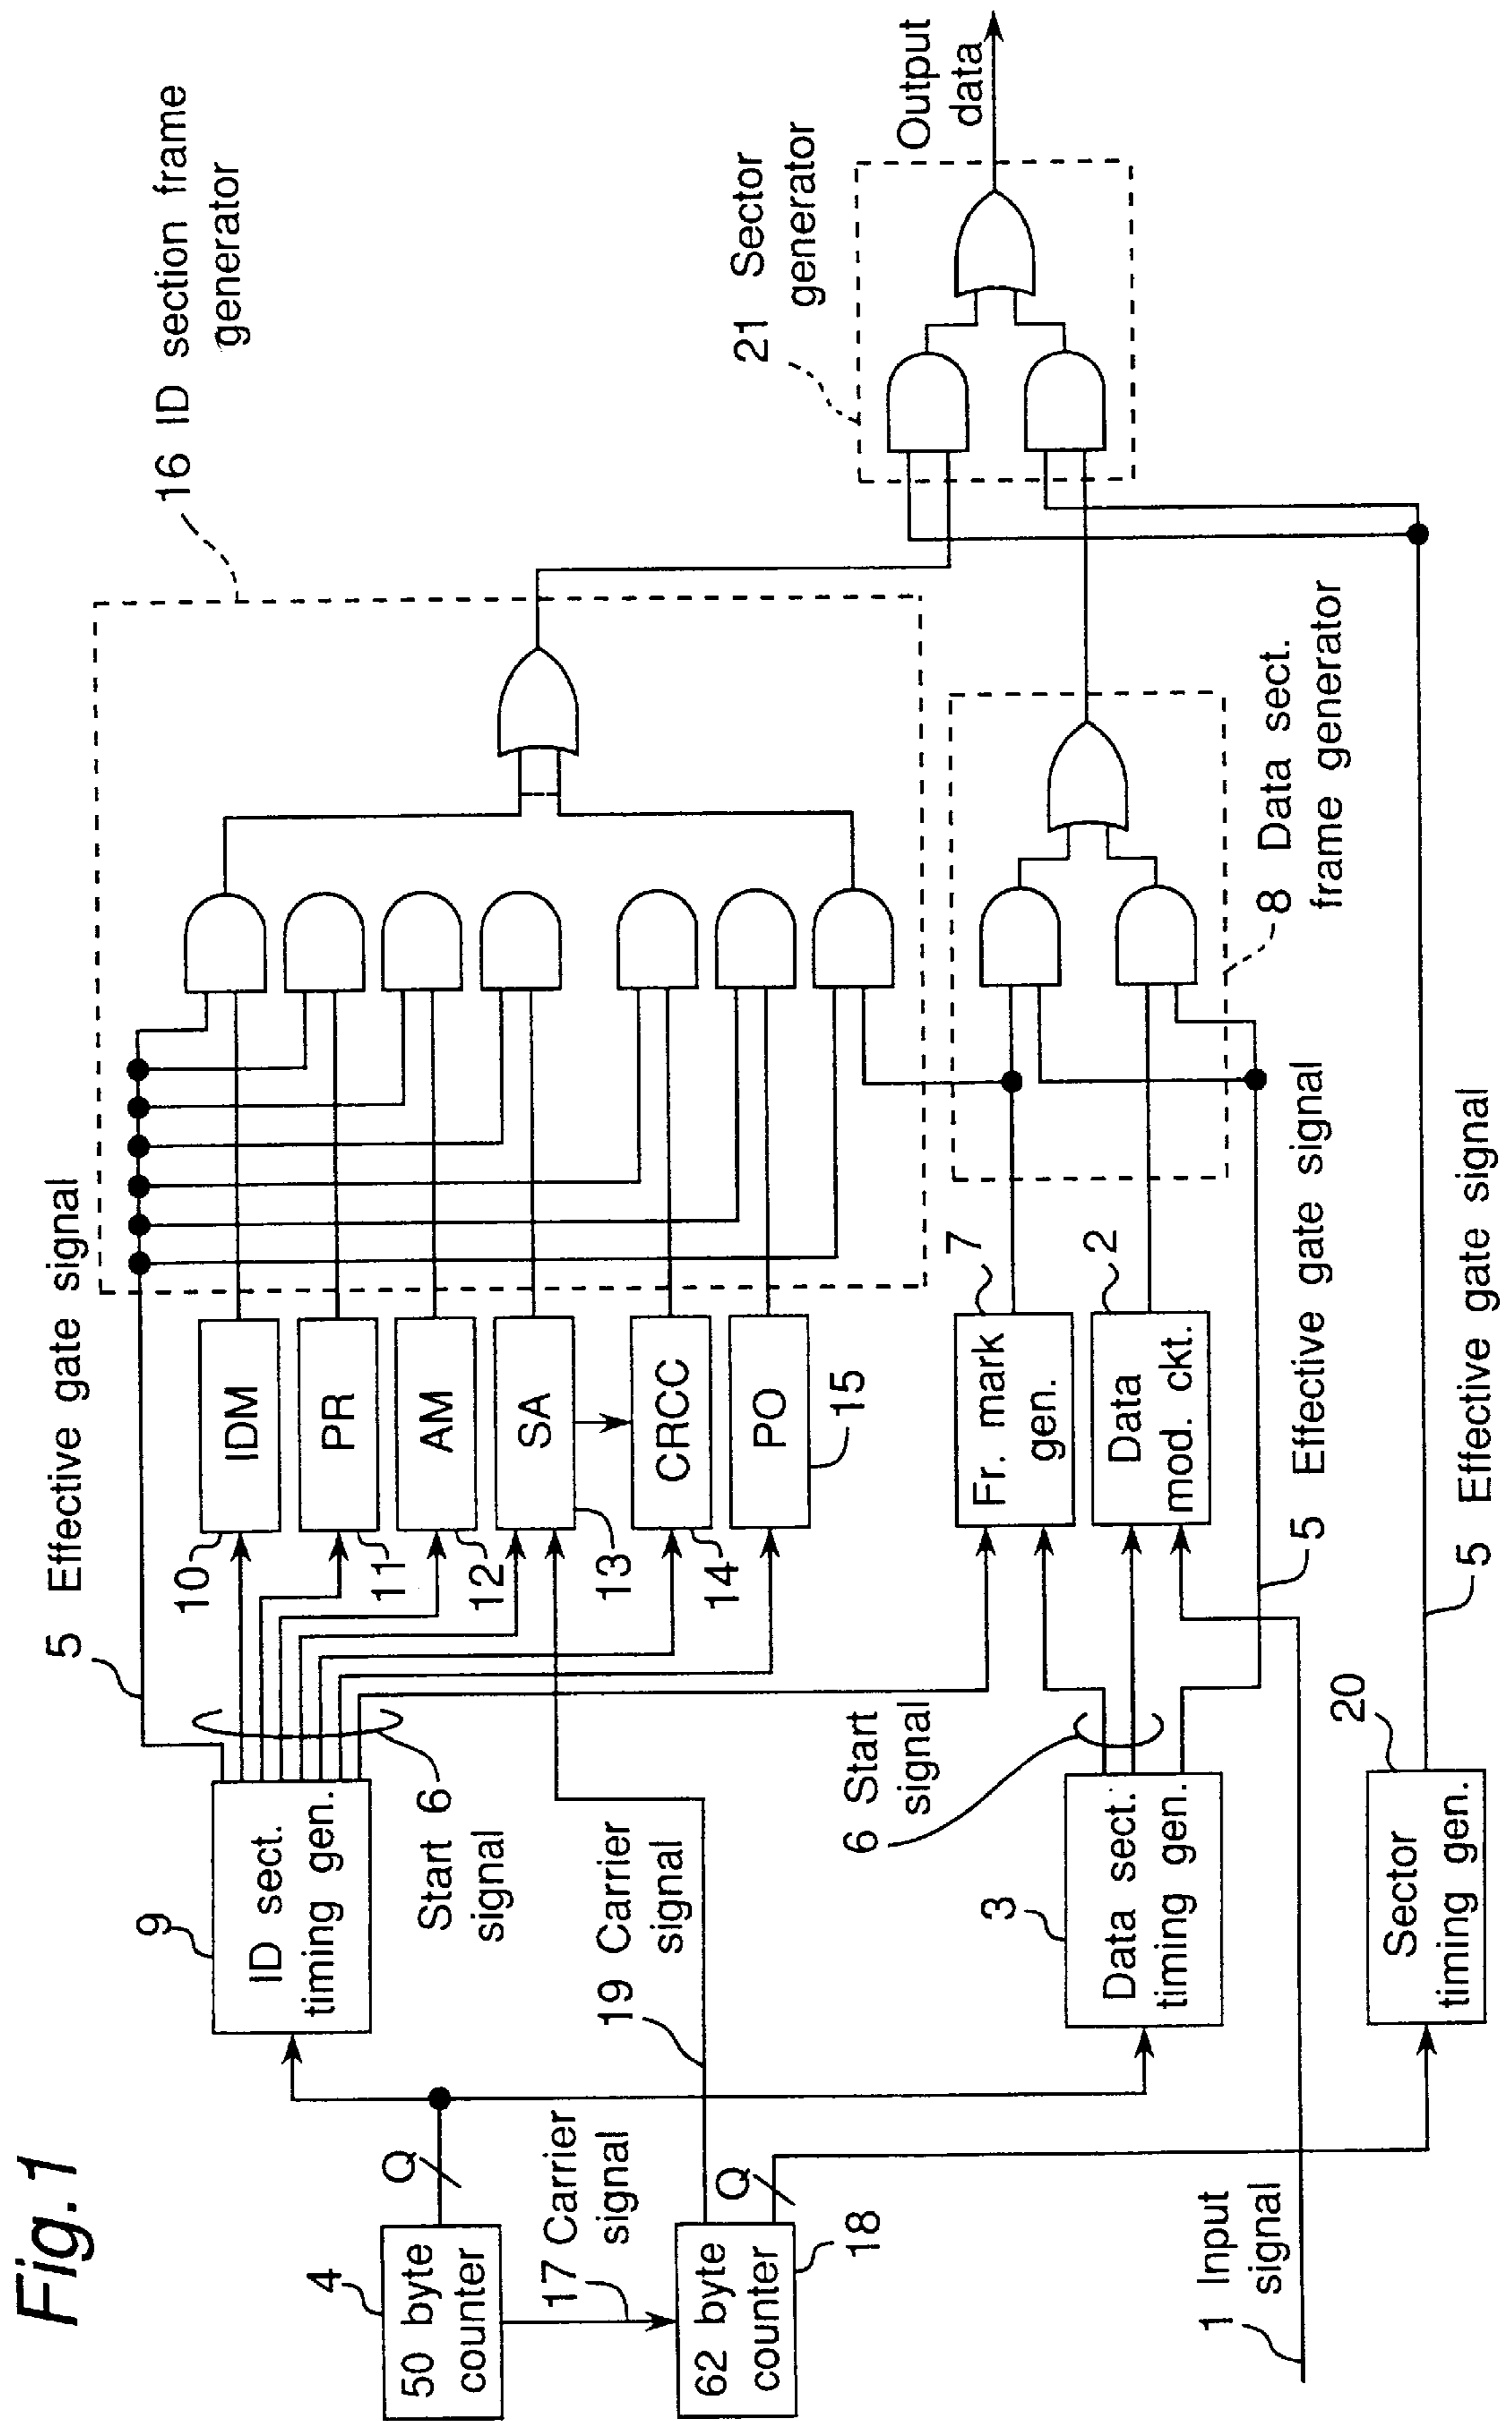 Fig.1
4
50 byte
counter
Q
17 Carrier
signal
62 byte
counter
18
Q
19 Carrier
signal
1 Input
signal
9
ID sect.
timing gen.
Start 6
signal
5 Effective gate signal
10
IDM
11
PR
12
AM
13
SA
14
CRCC
15
PO
16 ID section frame
generator
3
Data sect.
timing gen.
6 Start
signal
7
Fr. mark
gen.
2
Data
mod. ckt.
5 Effective gate signal
8 Data sect.
frame generator
20
Sector
timing gen.
5 Effective gate signal
21 Sector
generator
Output
data